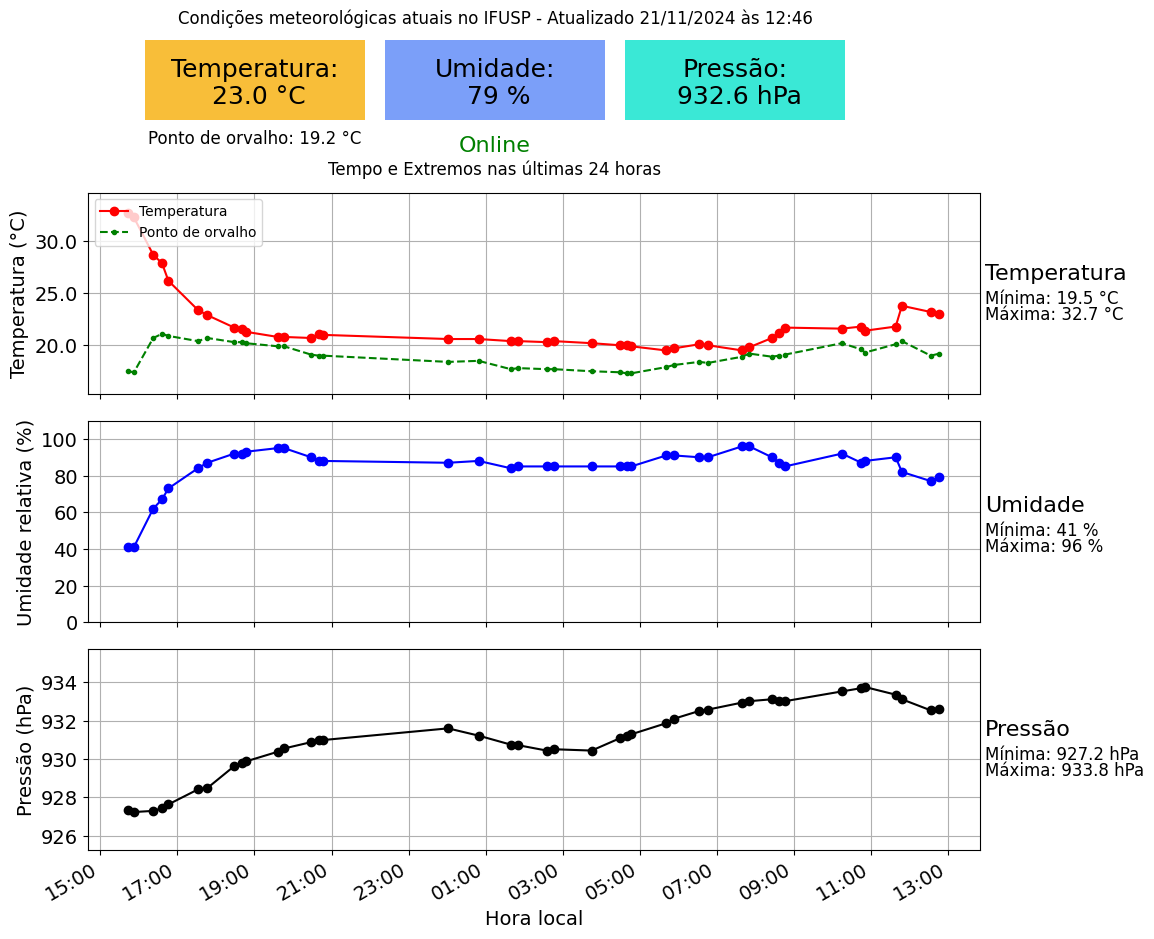 Condições meteorológicas atuais no IFUSP - Atualizado 21/11/2024 às 12:46
Temperatura:
23.0 °C
Umidade:
79 %
Pressão:
932.6 hPa
Ponto de orvalho: 19.2 °C
Online
Tempo e Extremos nas últimas 24 horas
Temperatura (°C)
30.0
25.0
20.0
Temperatura
Ponto de orvalho
Temperatura
Mínima: 19.5 °C
Máxima: 32.7 °C
Umidade relativa (%)
100
80
60
40
20
0
Umidade
Mínima: 41 %
Máxima: 96 %
Pressão (hPa)
934
932
930
928
926
Pressão
Mínima: 927.2 hPa
Máxima: 933.8 hPa
15:00
17:00
19:00
21:00
23:00
01:00
03:00
05:00
07:00
09:00
11:00
13:00
Hora local